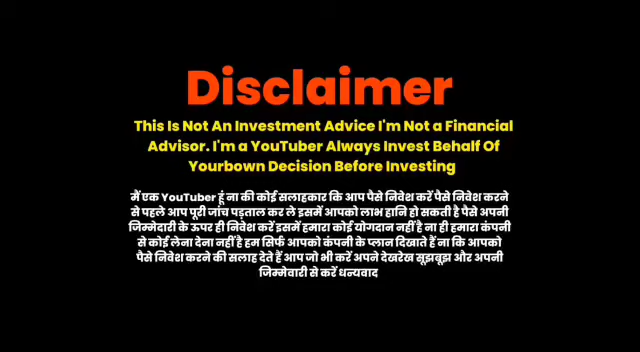 Disclaimer
This Is Not An Investment Advice I'm Not a Financial
Advisor. I'm a YouTuber Always Invest Behalf Of
Yourbown Decision Before Investing
मैं एक YouTuber हूं ना की कोई सलाहकार कि आप पैसे निवेश करें पैसे निवेश करने
से पहले आप पूरी जांच पड़ताल कर ले इसमें आपको लाभ हानि हो सकती है पैसे अपनी
जिम्मेदारी के ऊपर ही निवेश करें इसमें हमारा कोई योगदान नहीं है ना ही हमारा कंपनी
से कोई लेना देना नहीं है हम सिर्फ आपको कंपनी के प्लान दिखाते हैं ना कि आपको
पैसे निवेश करने की सलाह देते हैं आप जो भी करें अपने देखरेख सूझबूझ और अपनी
जिम्मेवारी से करें धन्यवाद